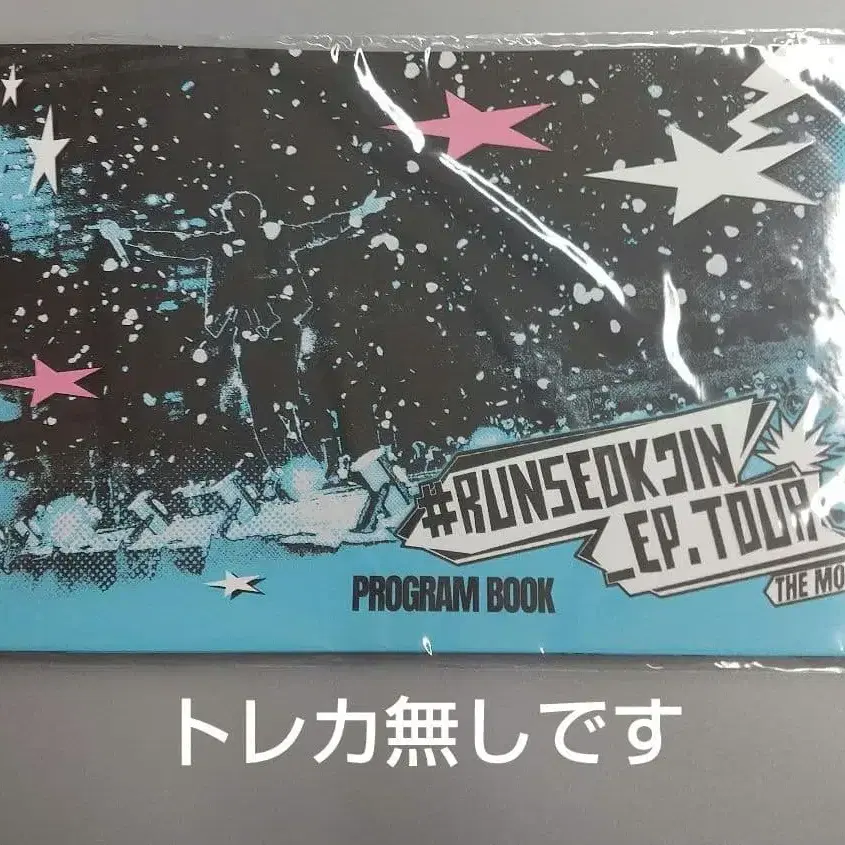 #RUNSEOKJIN
_EP.TOUR
THE MO
PROGRAM BOOK
トレカ無しです